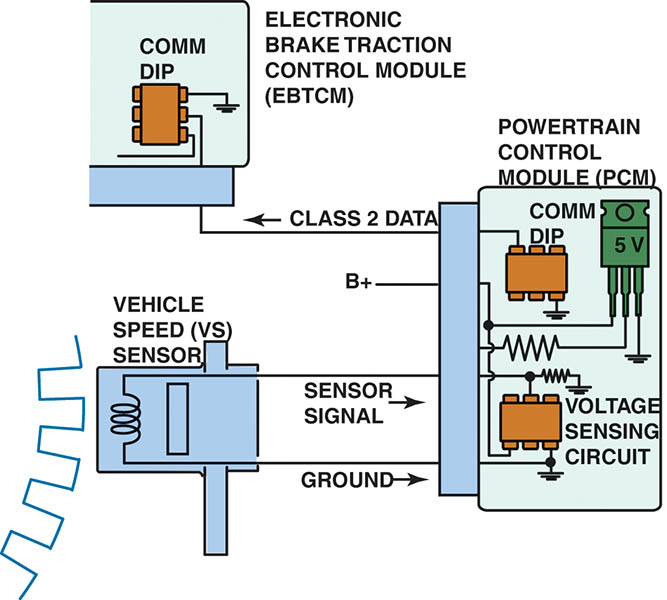 ELECTRONIC
BRAKE TRACTION
CONTROL MODULE
(EBTCM)
COMM
DIP
POWERTRAIN
CONTROL
MODULE (PCM)
COMM
DIP
5 V
CLASS 2 DATA
B+
VEHICLE
SPEED (VS)
SENSOR
SENSOR
SIGNAL
VOLTAGE
SENSING
CIRCUIT
GROUND